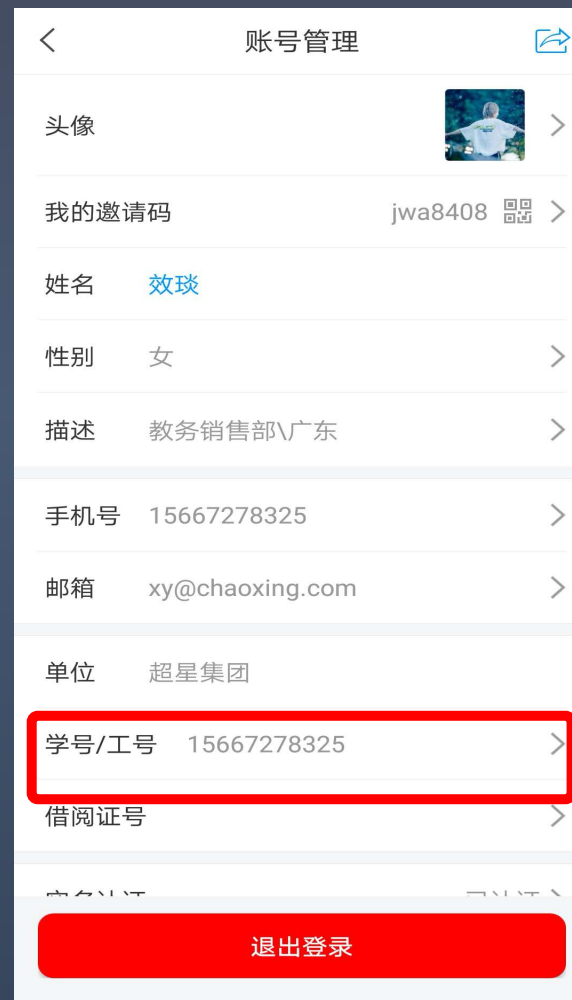 账号管理
头像
我的邀请码 jwa8408
姓名 效琰
性别 女
描述 教务销售部\广东
手机号 15667278325
邮箱 xy@chaoxing.com
单位 超星集团
学号/工号 15667278325
借阅证号
退出登录